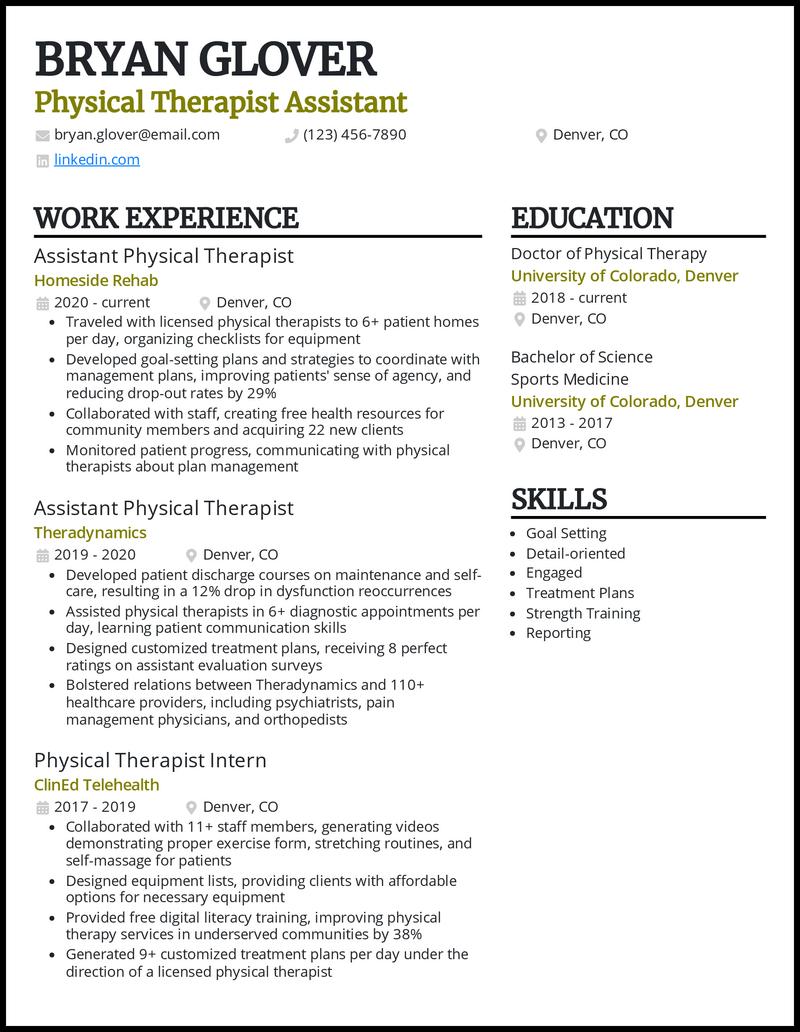 BRYAN GLOVER
Physical Therapist Assistant
bryan.glover@email.com (123) 456-7890 Denver, CO
linkedin.com
WORK EXPERIENCE
Assistant Physical Therapist
Homeside Rehab
2020 - current Denver, CO
• Traveled with licensed physical therapists to 6+ patient homes
per day, organizing checklists for equipment
• Developed goal-setting plans and strategies to coordinate with
management plans, improving patients' sense of agency, and
reducing drop-out rates by 29%
• Collaborated with staff, creating free health resources for
community members and acquiring 22 new clients
• Monitored patient progress, communicating with physical
therapists about plan management
Assistant Physical Therapist
Theradynamics
2019 - 2020 Denver, CO
• Developed patient discharge courses on maintenance and self-
care, resulting in a 12% drop in dysfunction reoccurrences
• Assisted physical therapists in 6+ diagnostic appointments per
day, learning patient communication skills
• Designed customized treatment plans, receiving 8 perfect
ratings on assistant evaluation surveys
• Bolstered relations between Theradynamics and 110+
healthcare providers, including psychiatrists, pain
management physicians, and orthopedists
Physical Therapist Intern
ClinEd Telehealth
2017 - 2019 Denver, CO
• Collaborated with 11+ staff members, generating videos
demonstrating proper exercise form, stretching routines, and
self-massage for patients
• Designed equipment lists, providing clients with affordable
options for necessary equipment
• Provided free digital literacy training, improving physical
therapy services in underserved communities by 38%
• Generated 9+ customized treatment plans per day under the
direction of a licensed physical therapist
EDUCATION
Doctor of Physical Therapy
University of Colorado, Denver
2018 - current
Denver, CO
Bachelor of Science
Sports Medicine
University of Colorado, Denver
2013 - 2017
Denver, CO
SKILLS
• Goal Setting
• Detail-oriented
• Engaged
• Treatment Plans
• Strength Training
• Reporting